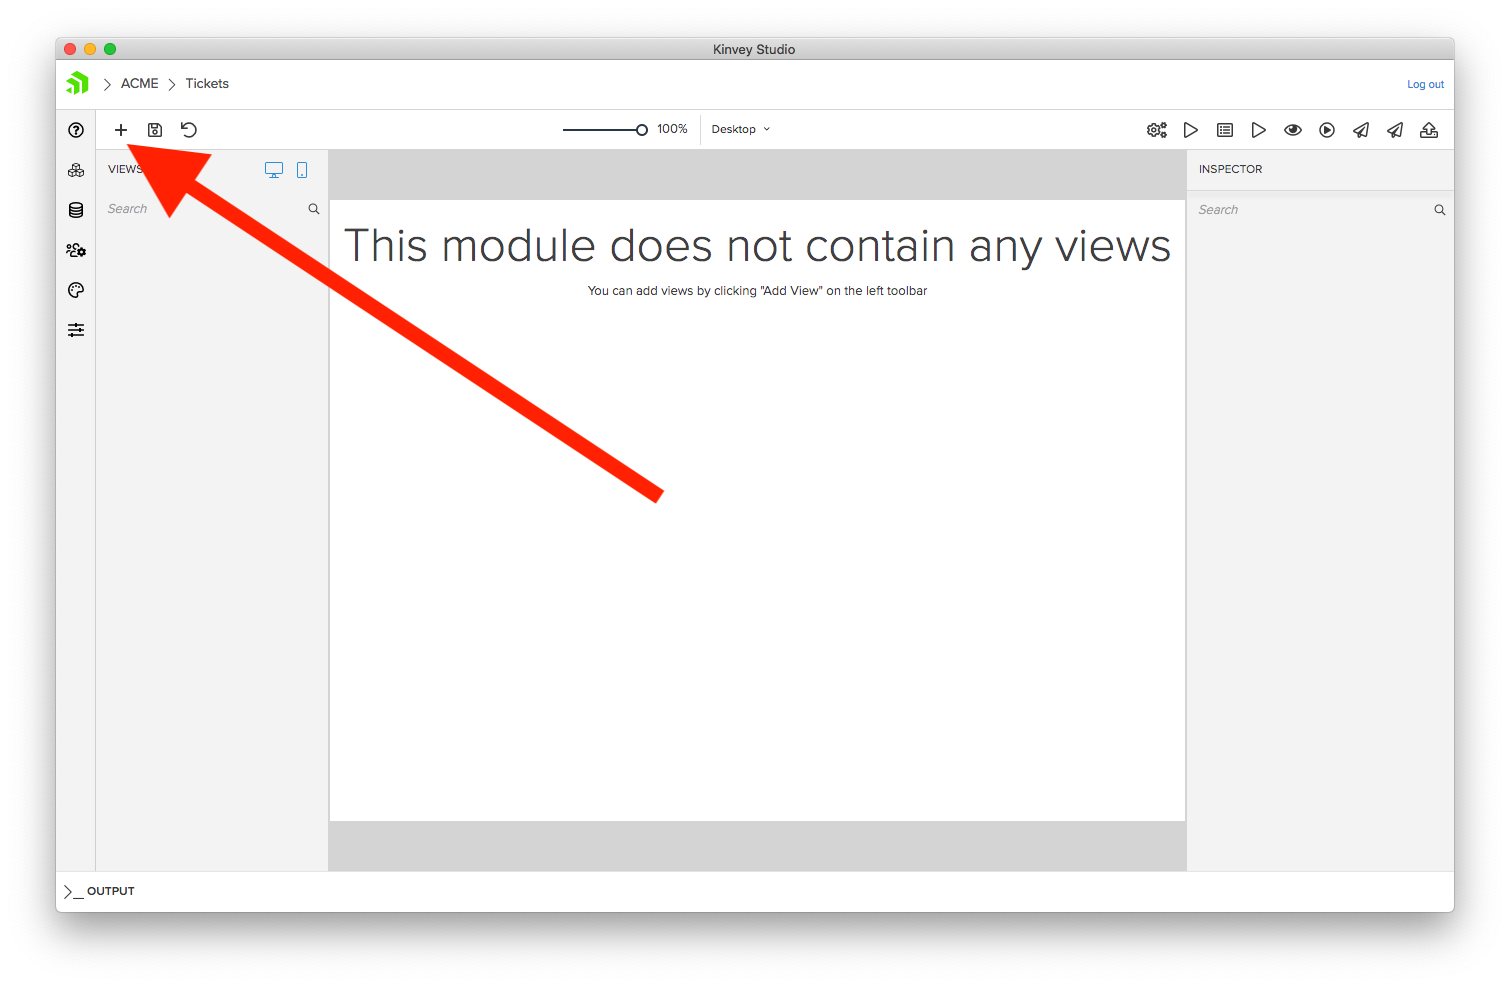 Kinvey Studio
ACME
Tickets
Log out
100%
Desktop
VIEWS
INSPECTOR
Search
Search
This module does not contain any views
You can add views by clicking "Add View" on the left toolbar
OUTPUT